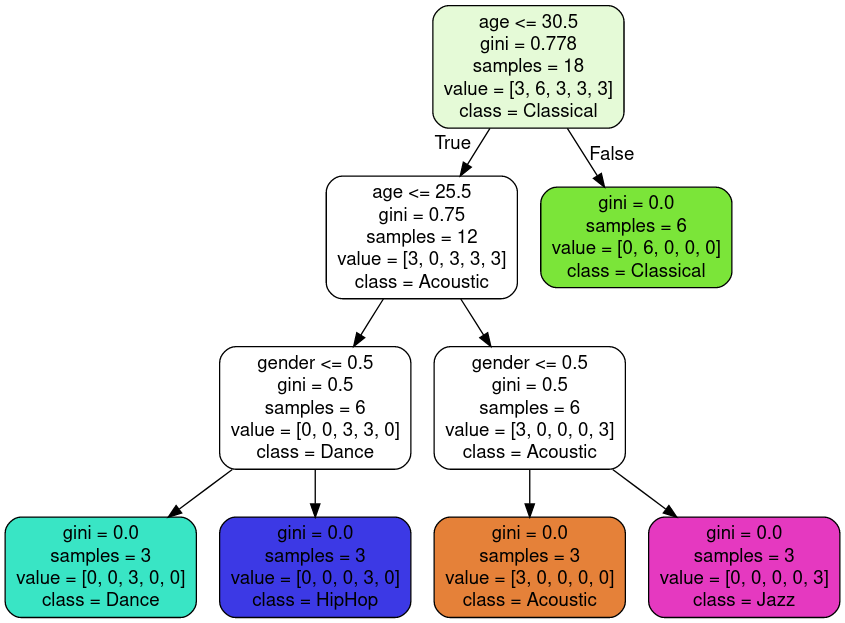 age <= 30.5
gini = 0.778
samples = 18
value = [3, 6, 3, 3, 3]
class = Classical
True
False
age <= 25.5
gini = 0.75
samples = 12
value = [3, 0, 3, 3, 3]
class = Acoustic
gini = 0.0
samples = 6
value = [0, 6, 0, 0, 0]
class = Classical
gender <= 0.5
gini = 0.5
samples = 6
value = [0, 0, 3, 3, 0]
class = Dance
gender <= 0.5
gini = 0.5
samples = 6
value = [3, 0, 0, 0, 3]
class = Acoustic
gini = 0.0
samples = 3
value = [0, 0, 3, 0, 0]
class = Dance
gini = 0.0
samples = 3
value = [0, 0, 0, 3, 0]
class = HipHop
gini = 0.0
samples = 3
value = [3, 0, 0, 0, 0]
class = Acoustic
gini = 0.0
samples = 3
value = [0, 0, 0, 0, 3]
class = Jazz